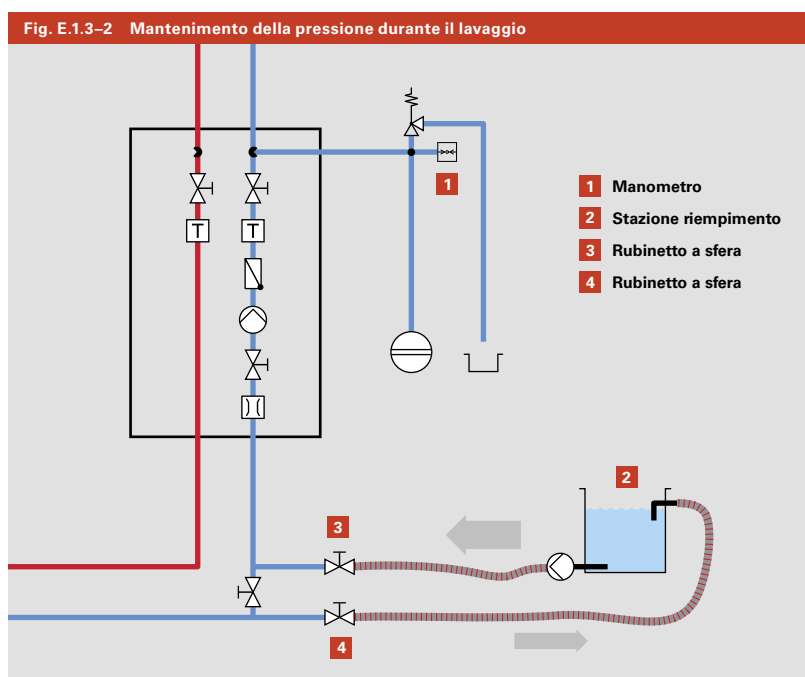 Fig. E.1.3–2 Mantenimento della pressione durante il lavaggio
1
1 Manometro
2 Stazione riempimento
3 Rubinetto a sfera
4 Rubinetto a sfera
T T
2
3
4